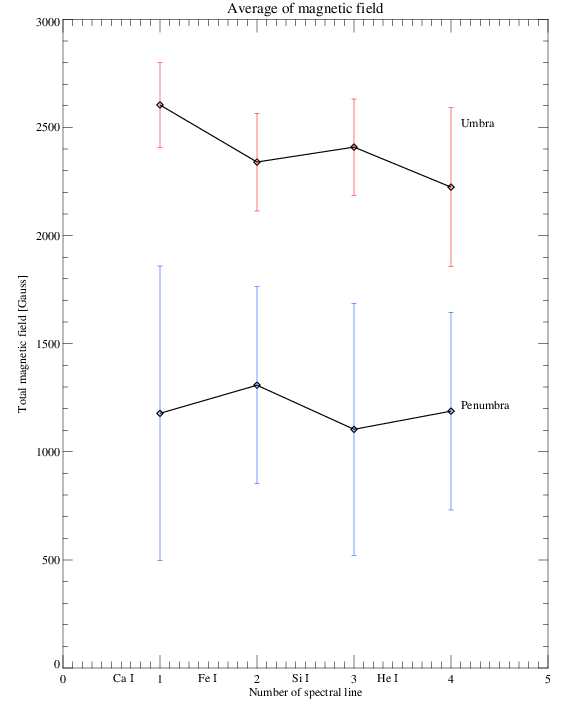 Average of magnetic field
3000
2500
Umbra
2000
Total magnetic field [Gauss]
1500
Penumbra
1000
500
0
0 Ca I 1 Fe I 2 Si I 3 He I 4 5
Number of spectral line